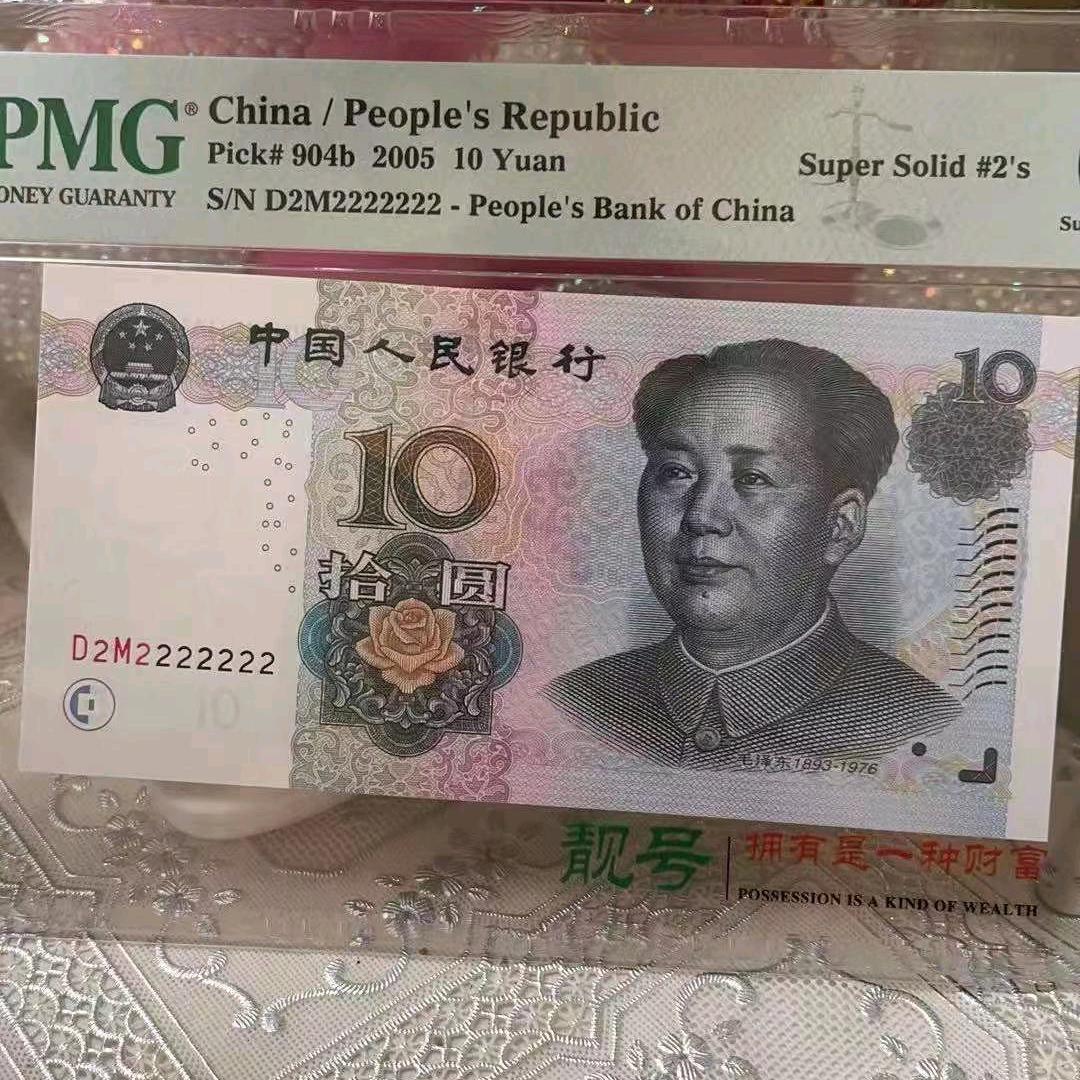 PMG®
China / People's Republic
Pick# 904b 2005 10 Yuan
Super Solid #2's
GUARANTY
S/N D2M2222222 - People's Bank of China
中国人民银行
10
10
拾圆
D2M2222222
10
毛泽东1893-1976
靓号
拥有是一种财富
POSSESSION IS A KIND OF WEALTH